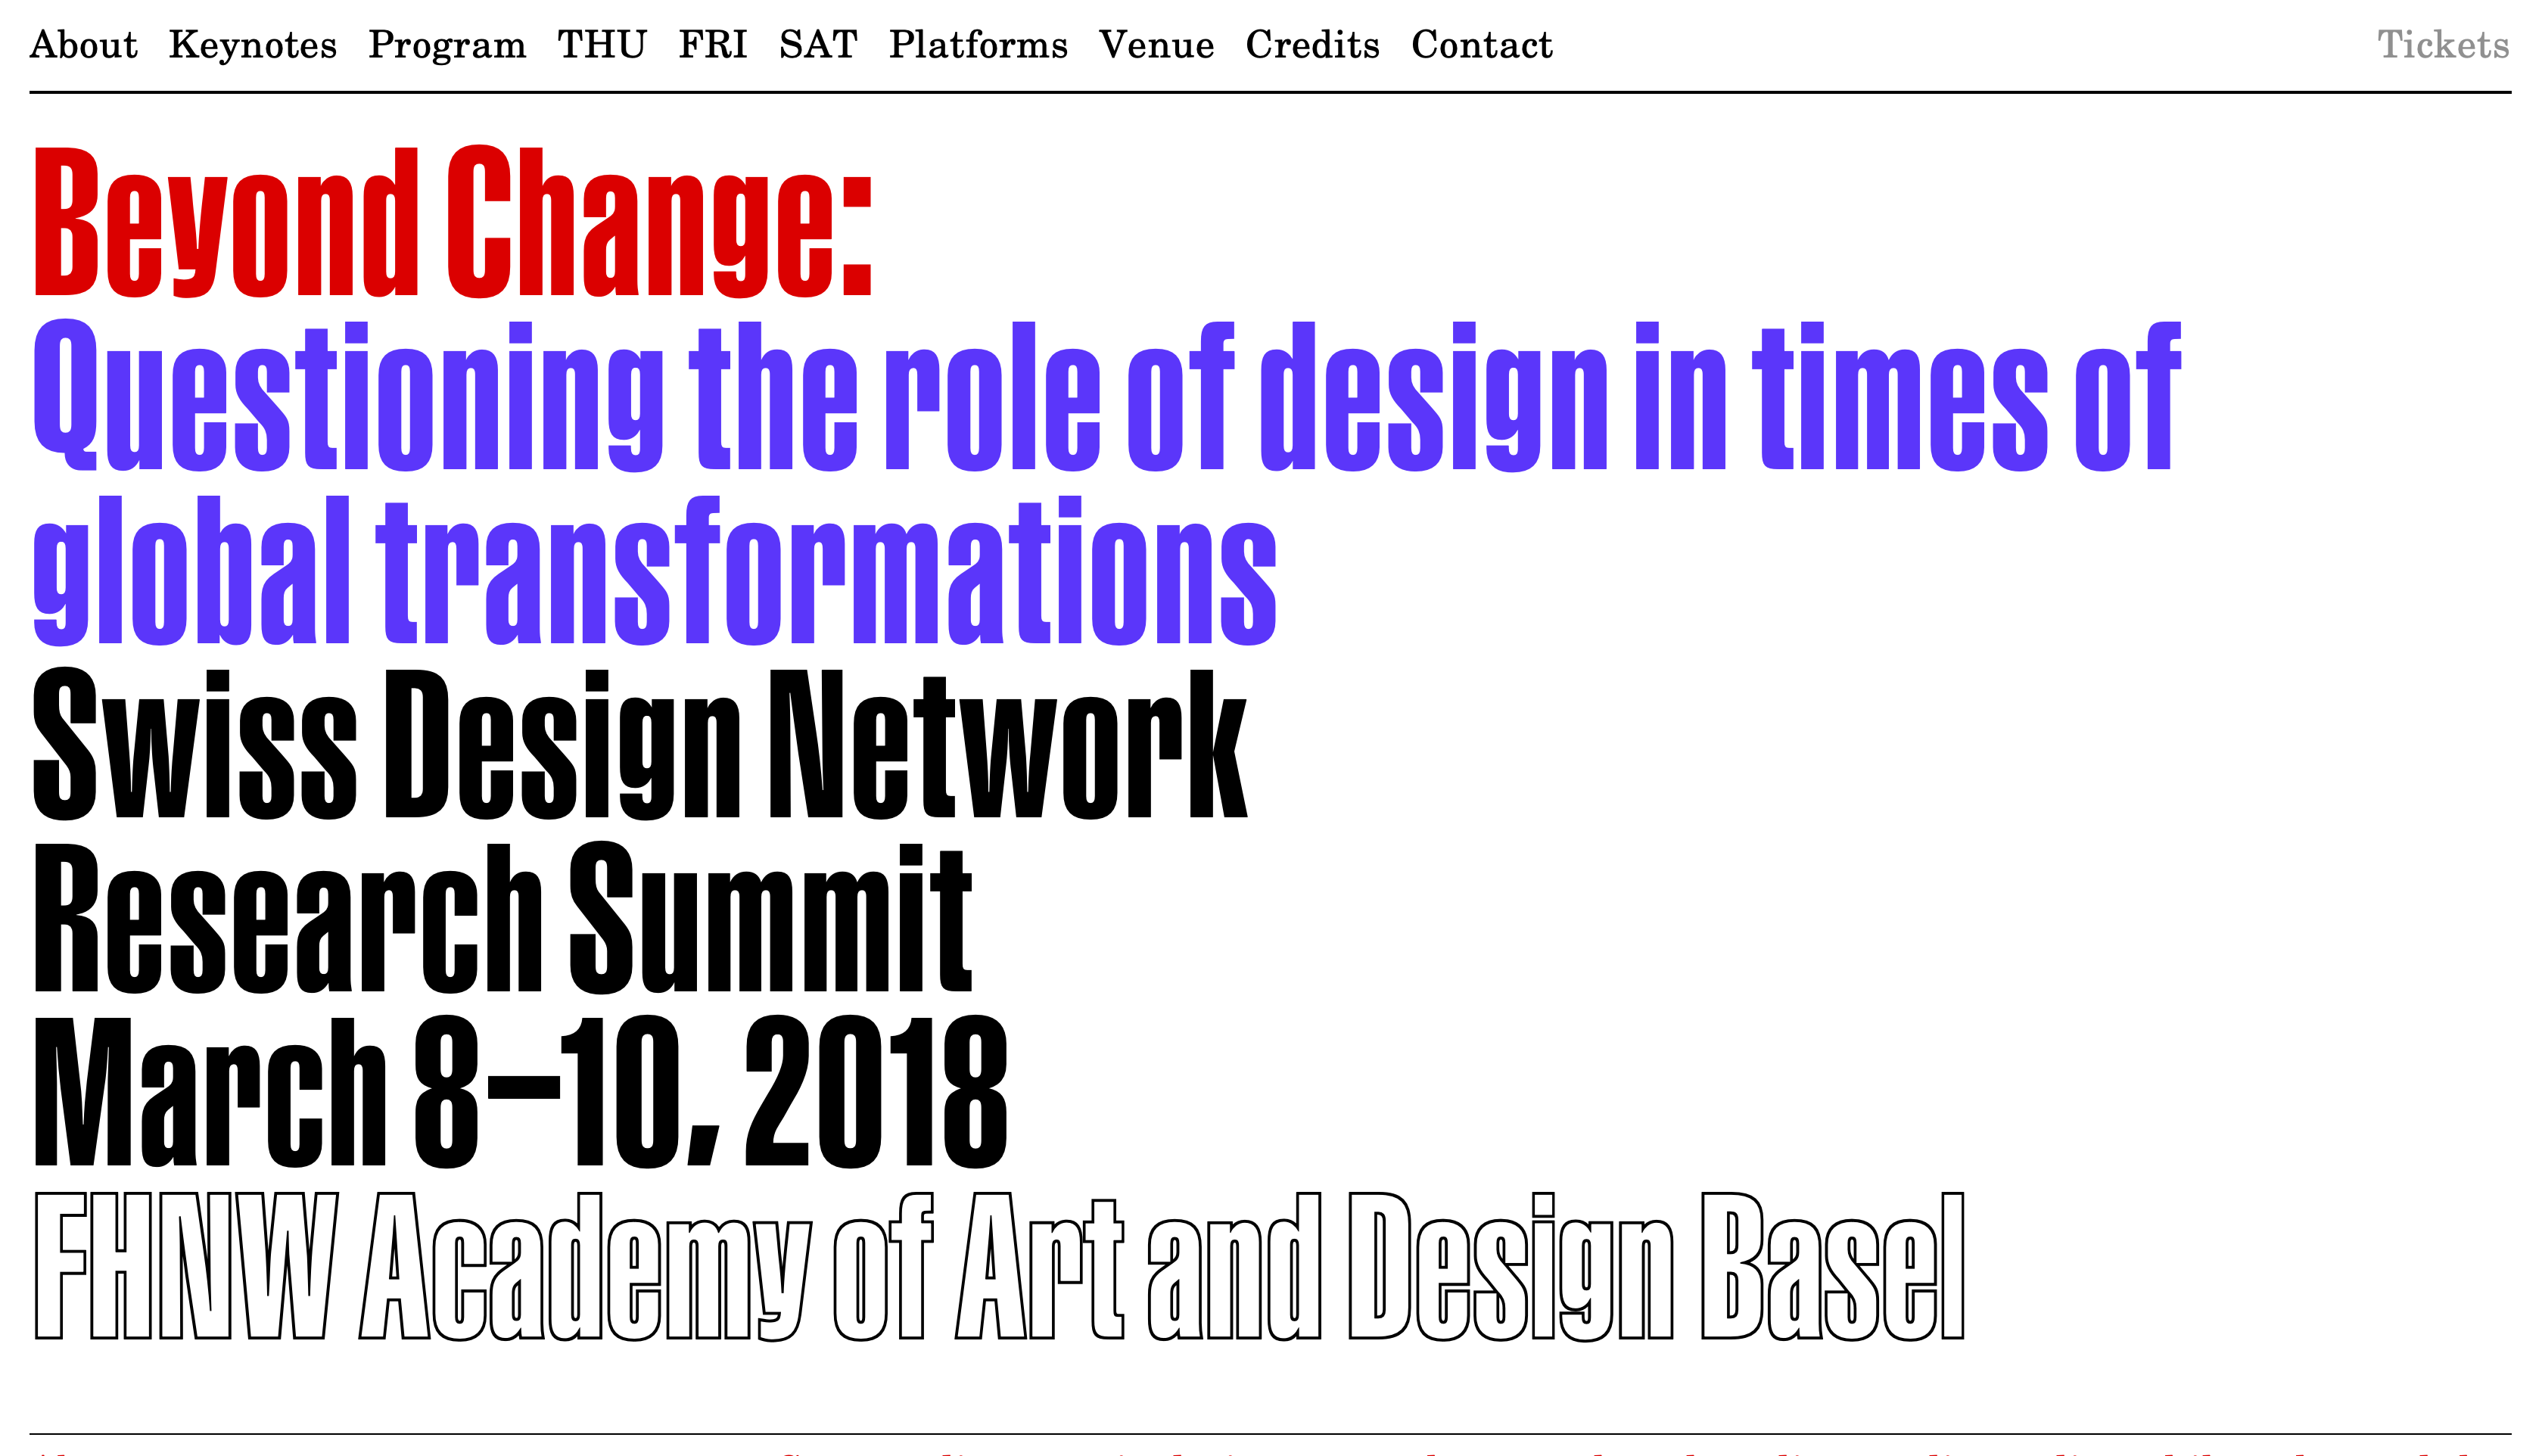 About Keynotes Program THU FRI SAT Platforms Venue Credits Contact Tickets
Beyond Change:
Questioning the role of design in times of
global transformations
Swiss Design Network
Research Summit
March 8–10, 2018
FHNW Academy of Art and Design Basel